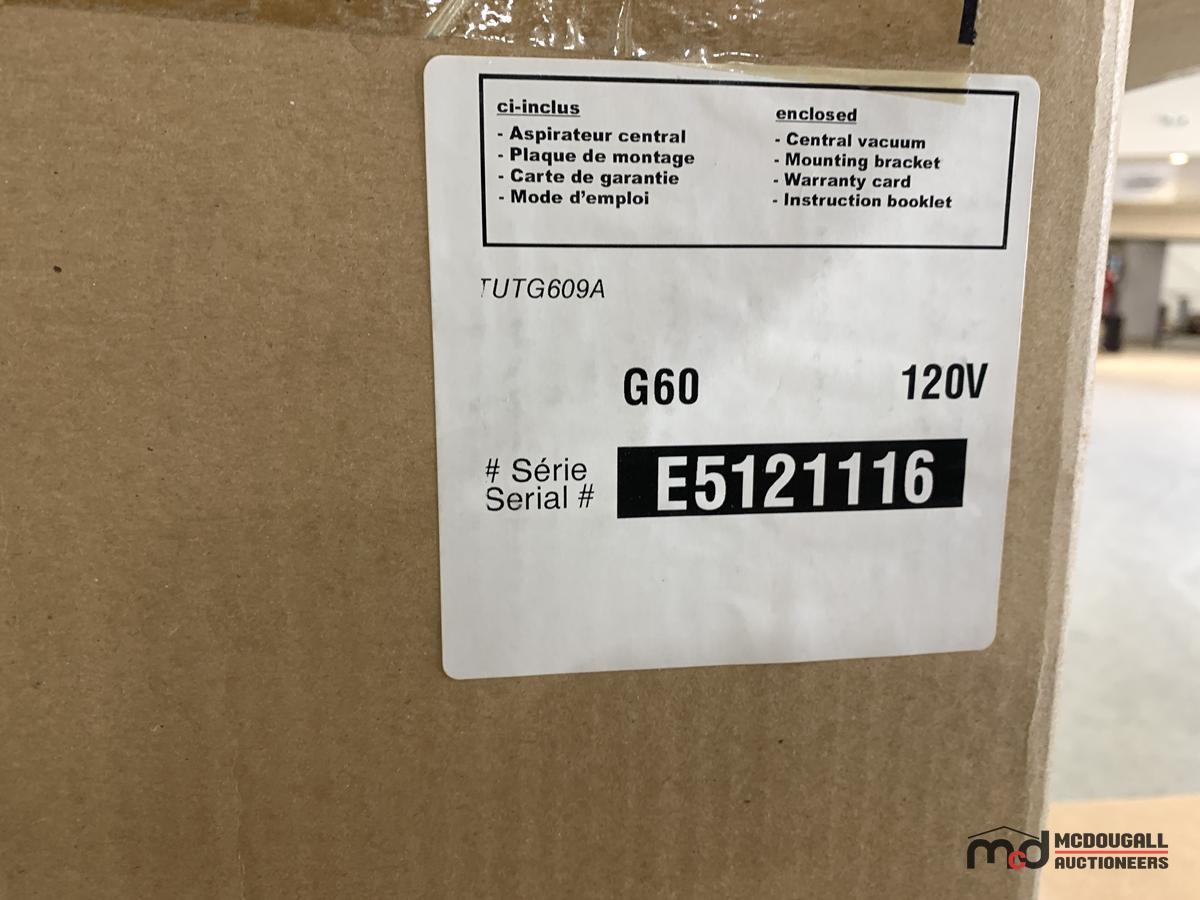 ci-inclus
- Aspirateur central
- Plaque de montage
- Carte de garantie
- Mode d'emploi
enclosed
- Central vacuum
- Mounting bracket
- Warranty card
- Instruction booklet
TUTG609A
G60 120V
# Série
Serial # E5121116
mcd MCDOUGALL
AUCTIONEERS